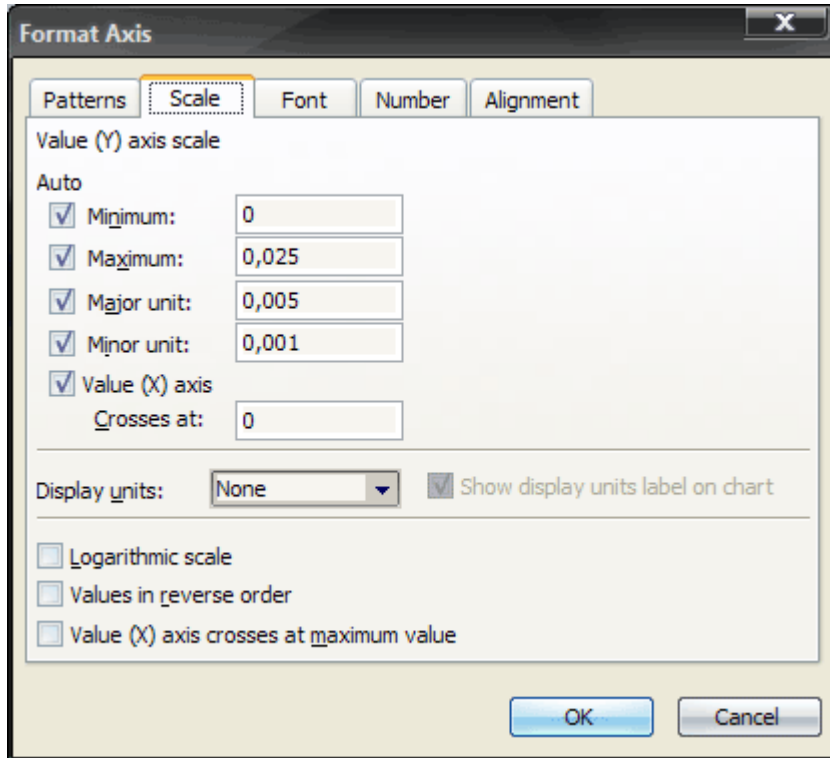 Format Axis
x
Patterns Scale Font Number Alignment
Value (Y) axis scale
Auto
Minimum: 0
Maximum: 0,025
Major unit: 0,005
Minor unit: 0,001
Value (X) axis
Crosses at: 0
Display units: None Show display units label on chart
Logarithmic scale
Values in reverse order
Value (X) axis crosses at maximum value
OK Cancel